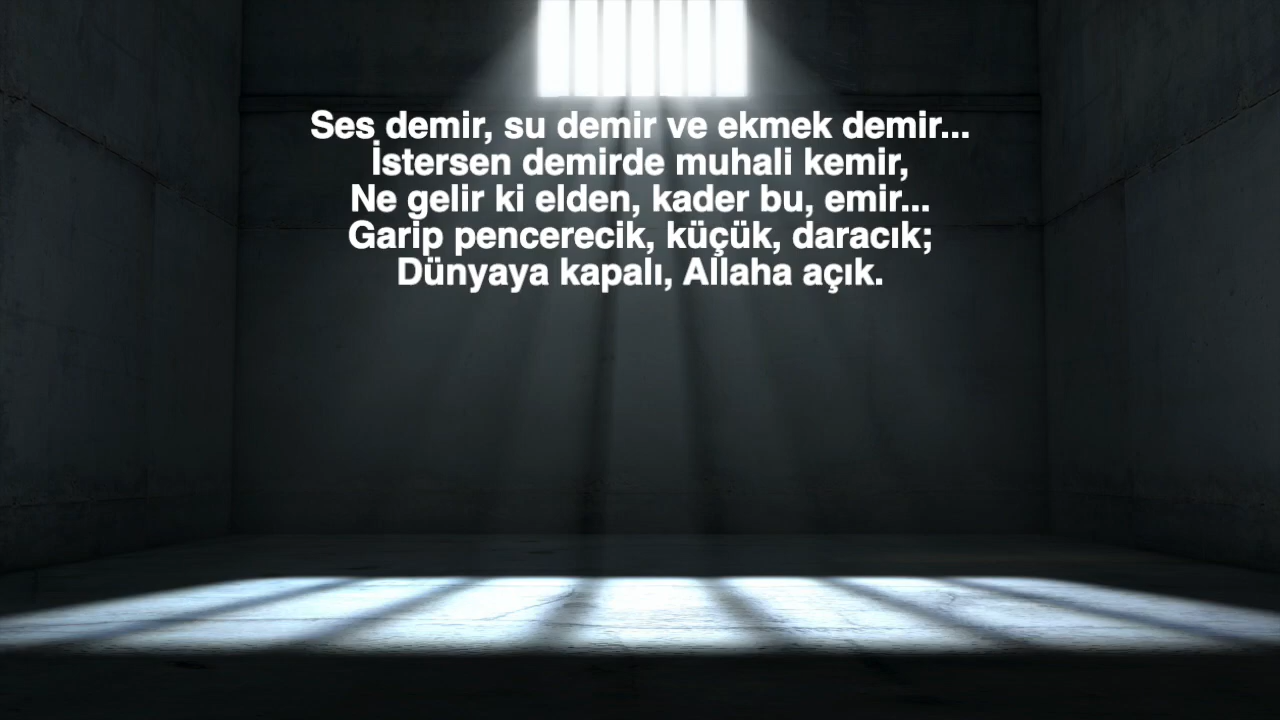 Ses demir, su demir ve ekmek demir...
İstersen demirde muhali kemir,
Ne gelir ki elden, kader bu, emir...
Garip pencerecik, küçük, daracık;
Dünyaya kapalı, Allaha açık.